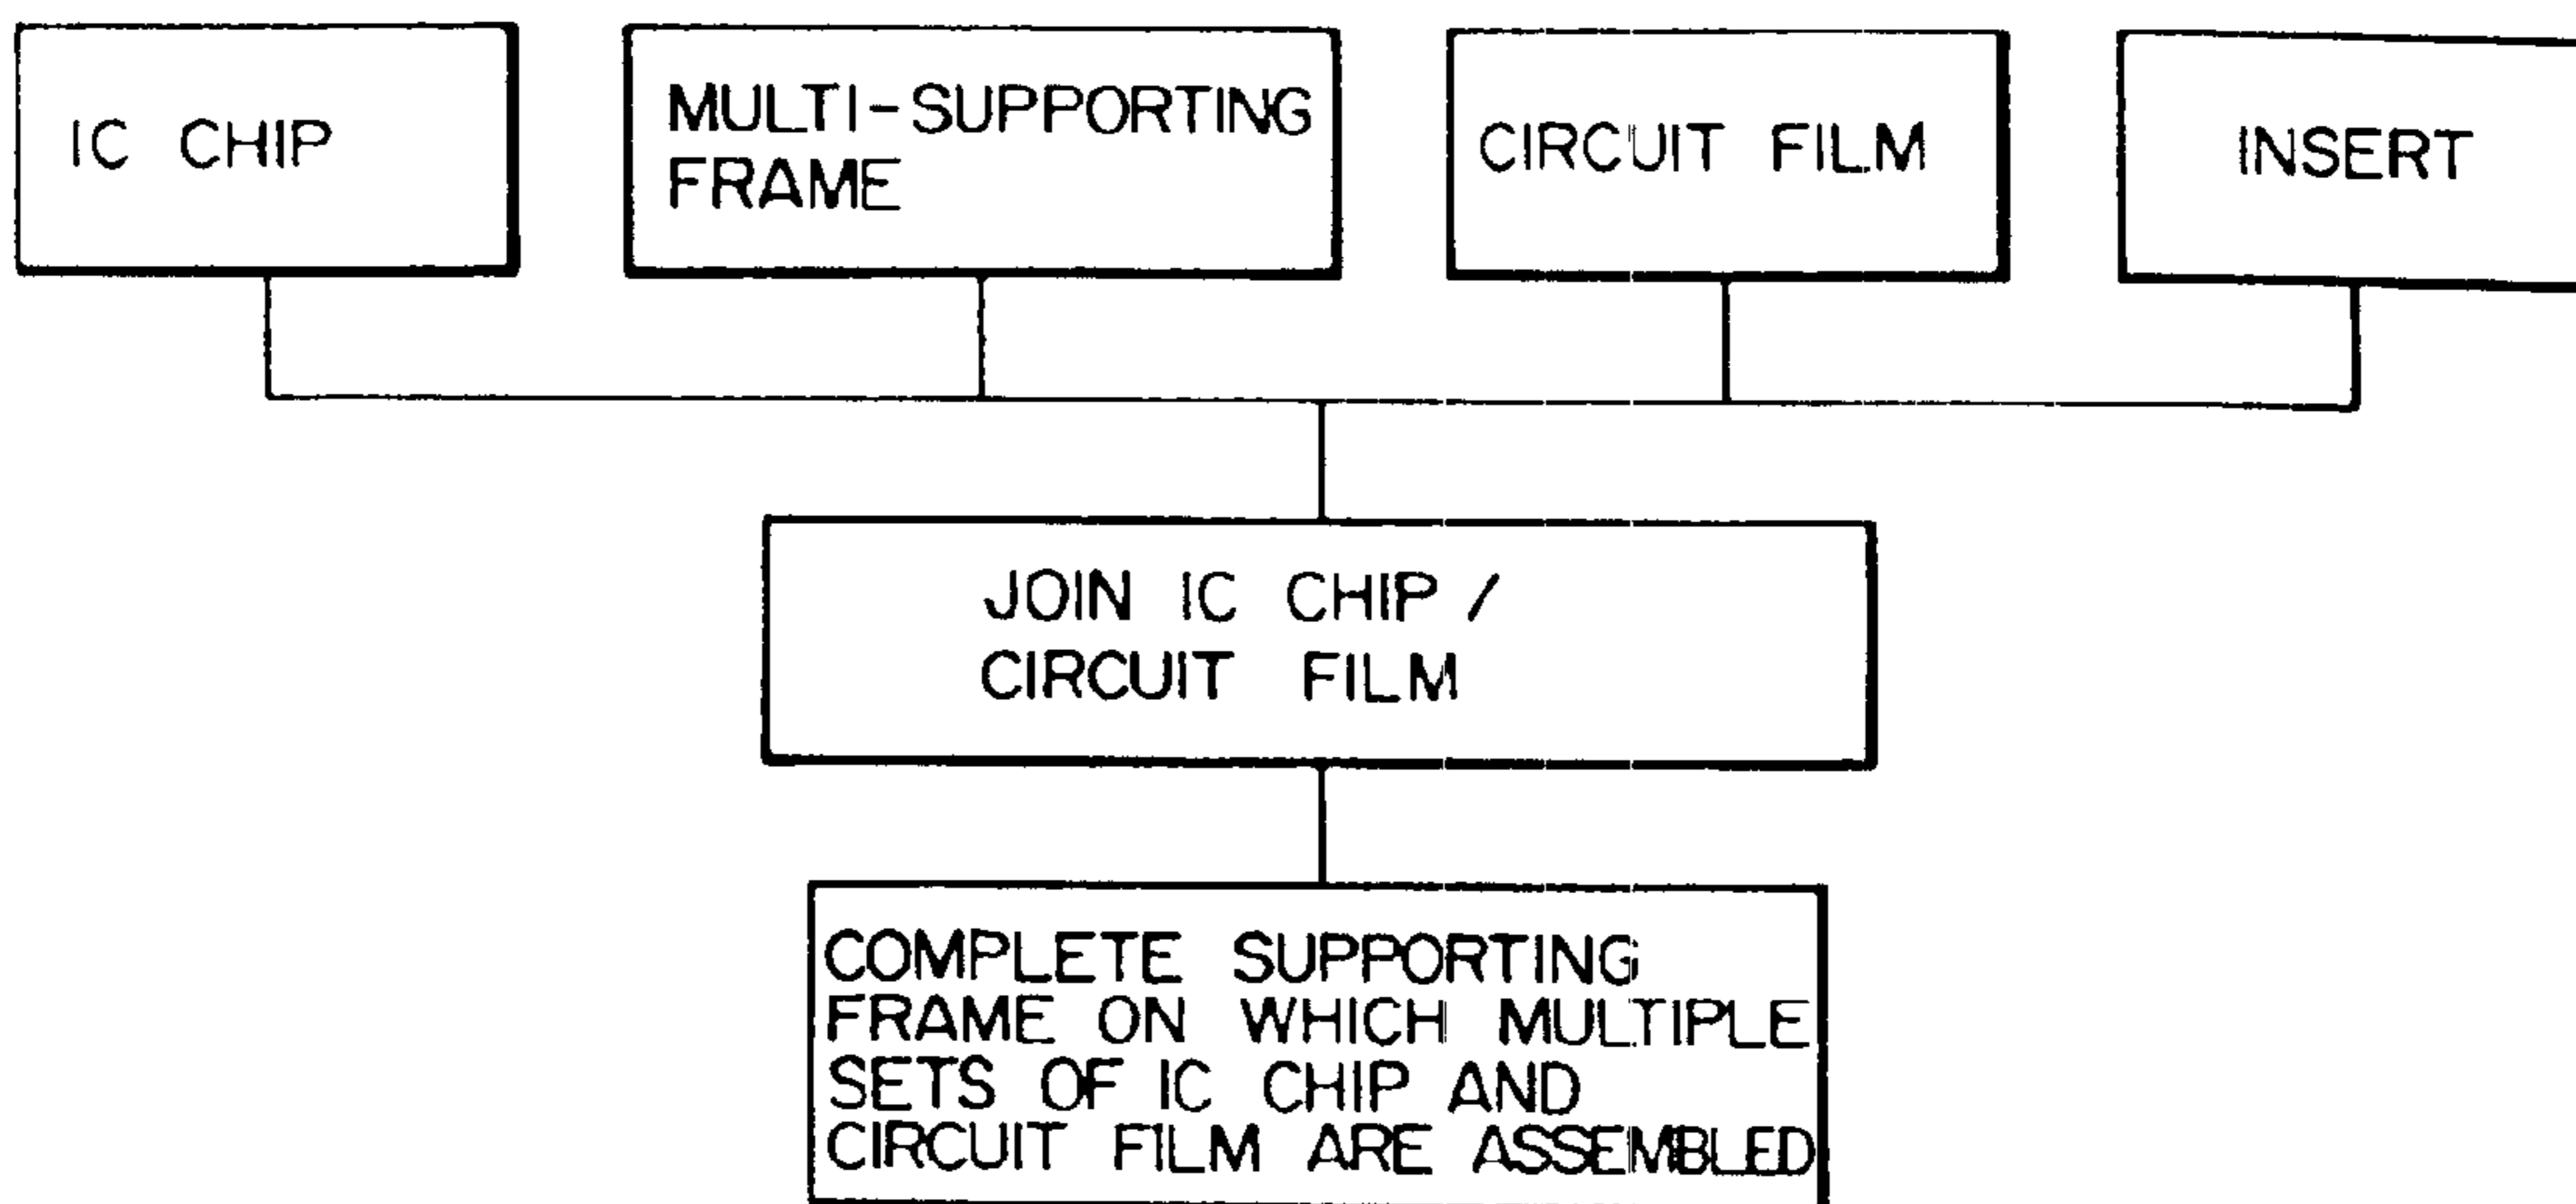 IC CHIP
MULTI-SUPPORTING
FRAME
CIRCUIT FILM
INSERT
JOIN IC CHIP /
CIRCUIT FILM
COMPLETE SUPPORTING
FRAME ON WHICH MULTIPLE
SETS OF IC CHIP AND
CIRCUIT FILM ARE ASSEMBLED